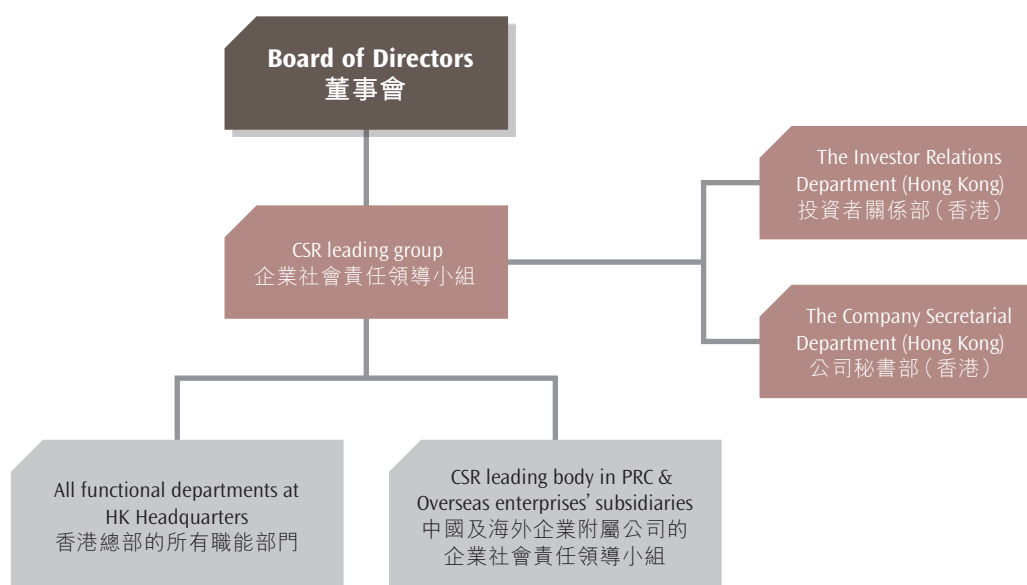 Board of Directors
董事會
The Investor Relations
Department (Hong Kong)
投資者關係部（香港）
CSR leading group
企業社會責任領導小組
The Company Secretarial
Department (Hong Kong)
公司秘書部（香港）
All functional departments at
HK Headquarters
香港總部的所有職能部門
CSR leading body in PRC &
Overseas enterprises’ subsidiaries
中國及海外企業附屬公司的
企業社會責任領導小組